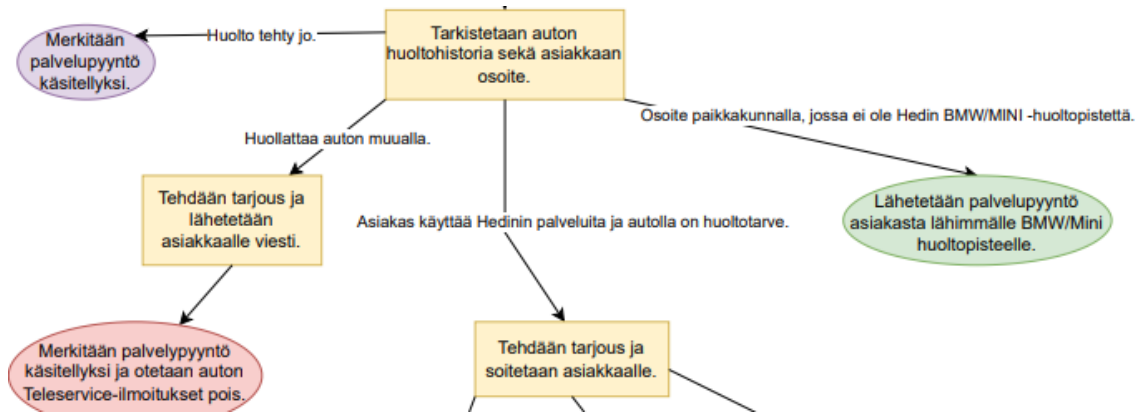 Tarkistetaan auton
huoltohistoria sekä asiakkaan
osoite.
Huolto tehty jo.
Merkitään
palvelupyyntö
käsitellyksi.
Osoite paikkakunnalla, jossa ei ole Hedin BMW/MINI -huoltopistettä.
Huollattaa auton muualla.
Tehdään tarjous ja
lähetetään
asiakkaalle viesti.
Asiakas käyttää Hedinin palveluita ja autolla on huoltotarve.
Lähetetään palvelupyyntö
asiakasta lähimmälle BMW/Mini
huoltopisteelle.
Merkitään palvelypyyntö
käsitellyksi ja otetaan auton
Teleservice-ilmoitukset pois.
Tehdään tarjous ja
soitetaan asiakkaalle.